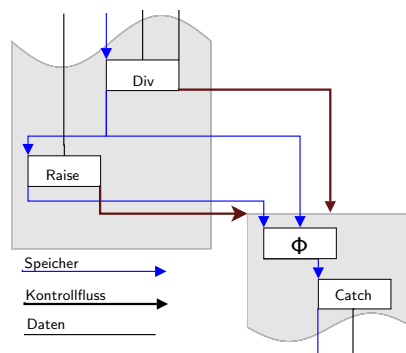 Div
Raise
Φ
Catch
Speicher
Kontrollfluss
Daten